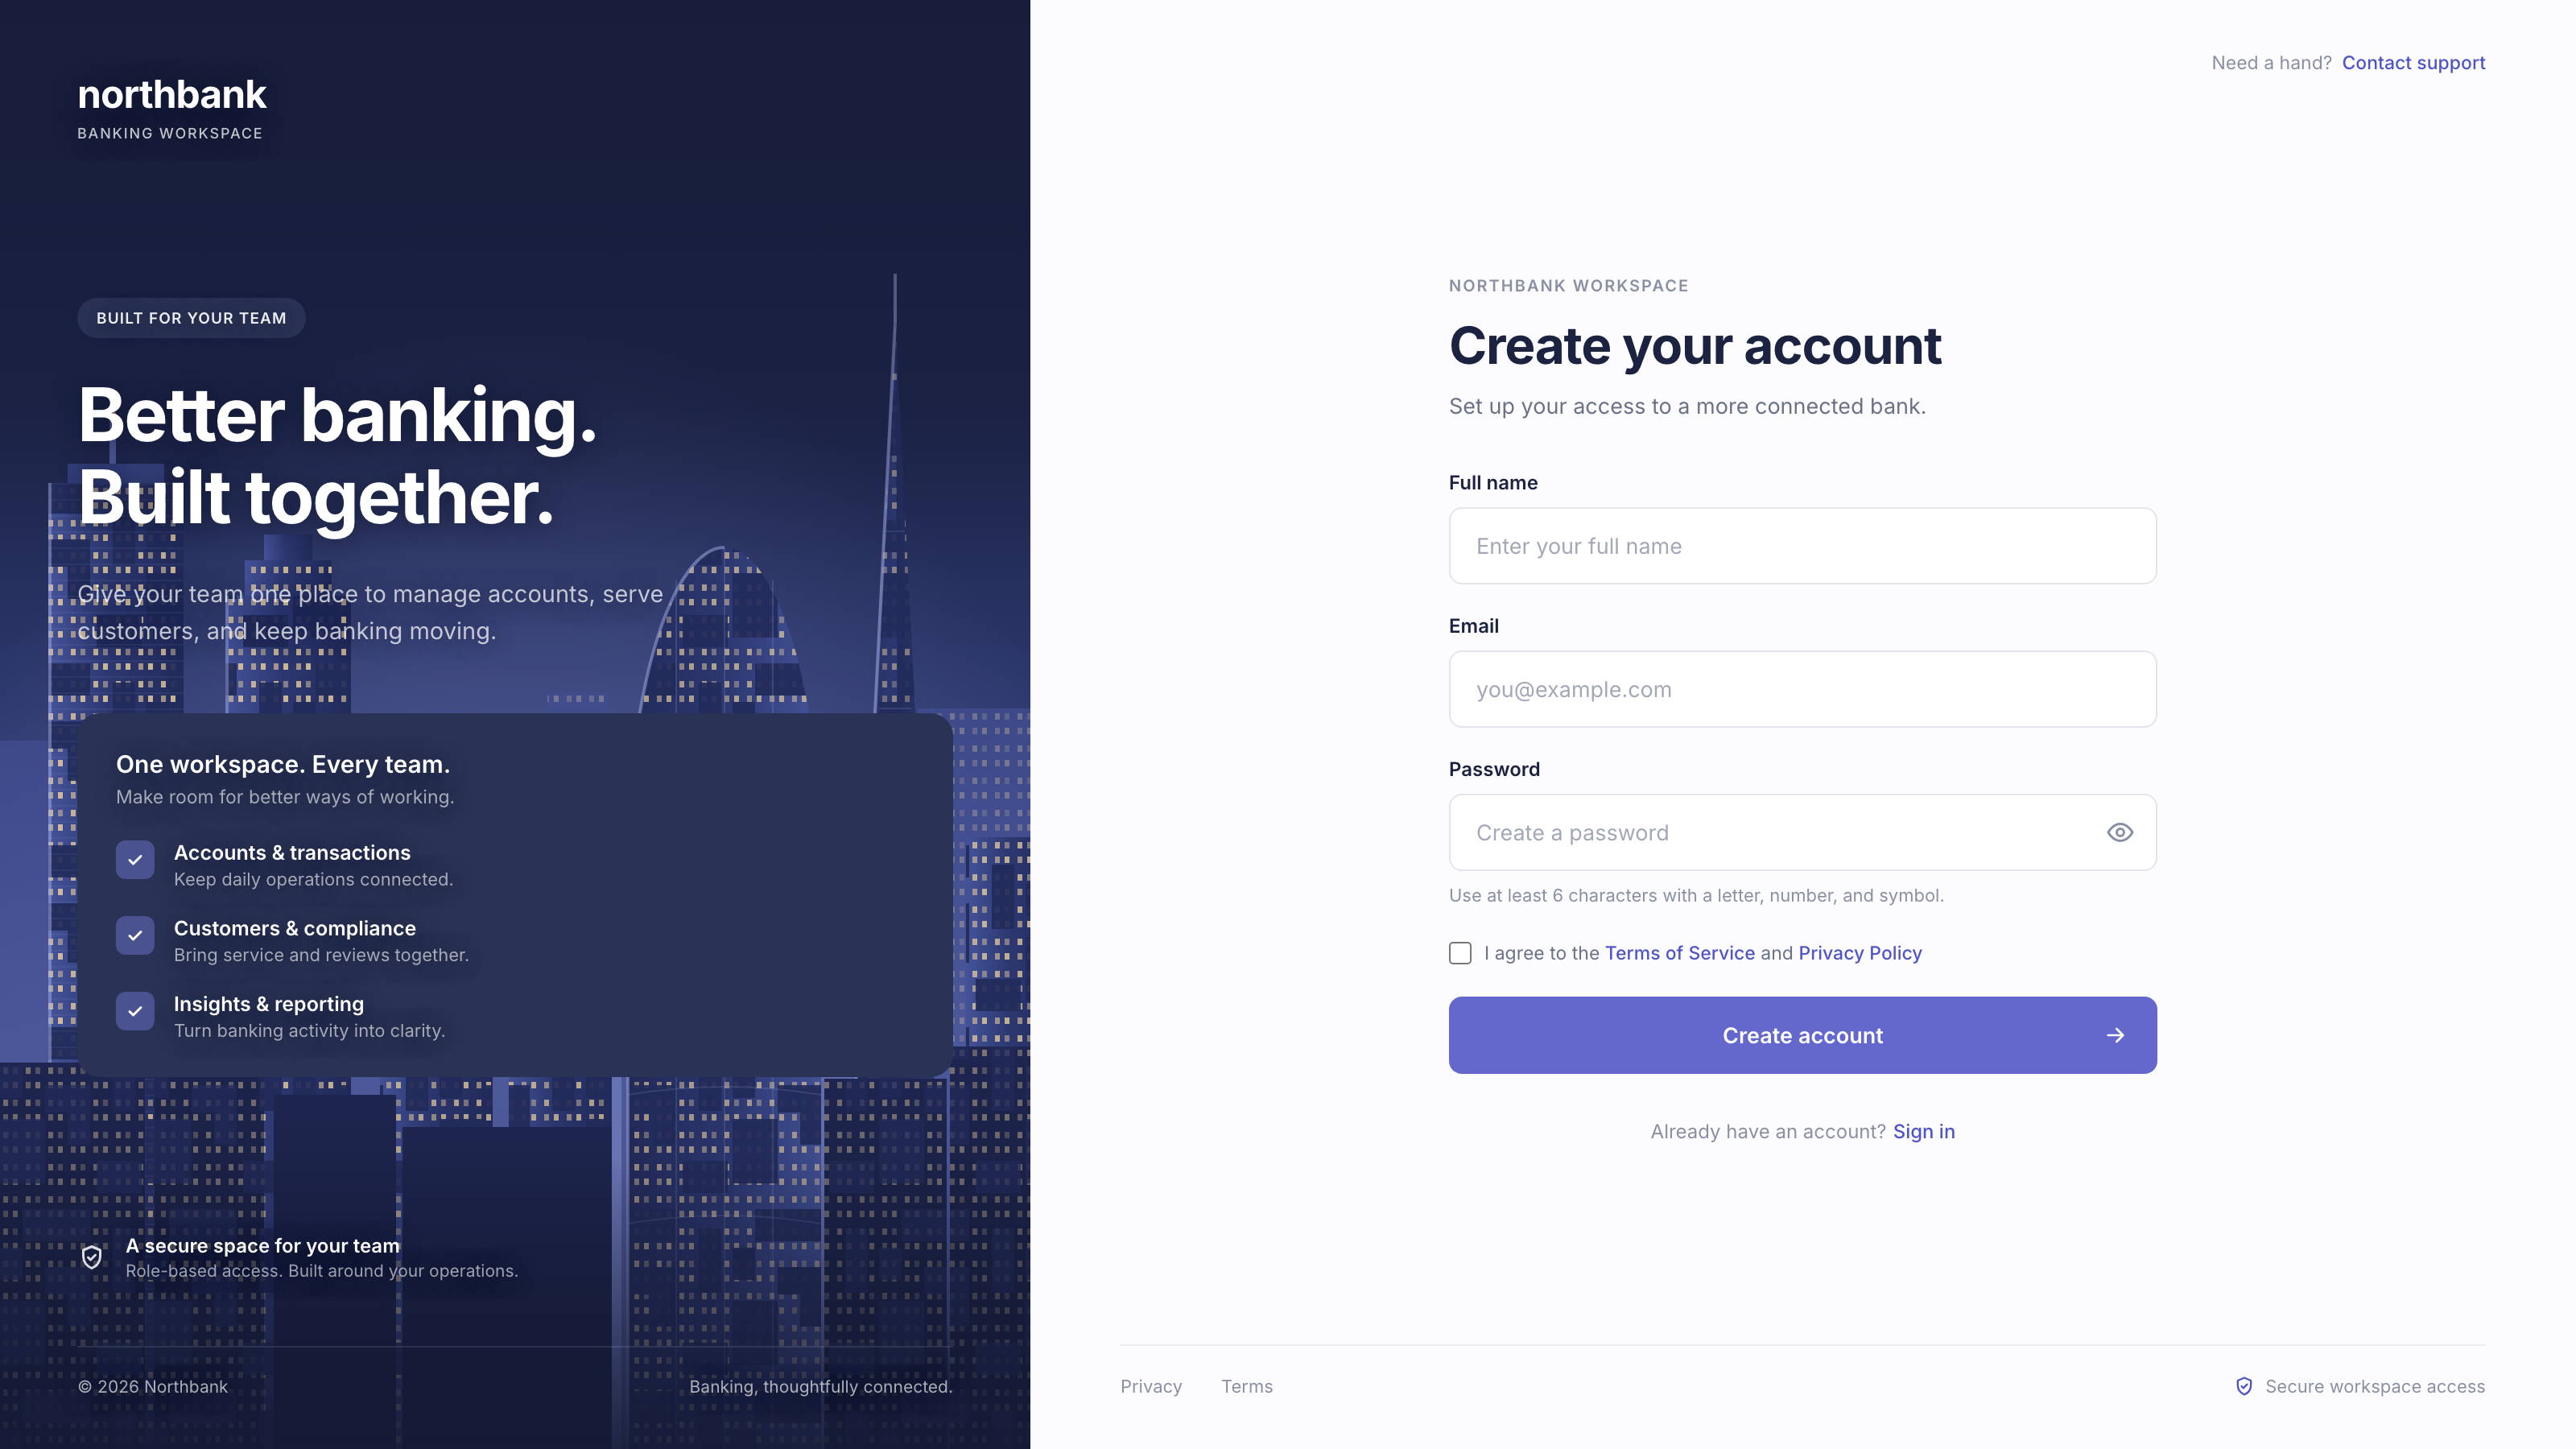 northbank
BANKING WORKSPACE
BUILT FOR YOUR TEAM
Better banking.
Built together.
Give your team one place to manage accounts, serve
customers, and keep banking moving.
One workspace. Every team.
Make room for better ways of working.
Accounts & transactions
Keep daily operations connected.
Customers & compliance
Bring service and reviews together.
Insights & reporting
Turn banking activity into clarity.
A secure space for your team
Role-based access. Built around your operations.
© 2026 Northbank
Banking, thoughtfully connected.
Need a hand? Contact support
NORTHBANK WORKSPACE
Create your account
Set up your access to a more connected bank.
Full name
Enter your full name
Email
you@example.com
Password
Create a password
Use at least 6 characters with a letter, number, and symbol.
I agree to the Terms of Service and Privacy Policy
Create account
Already have an account? Sign in
Privacy
Terms
Secure workspace access